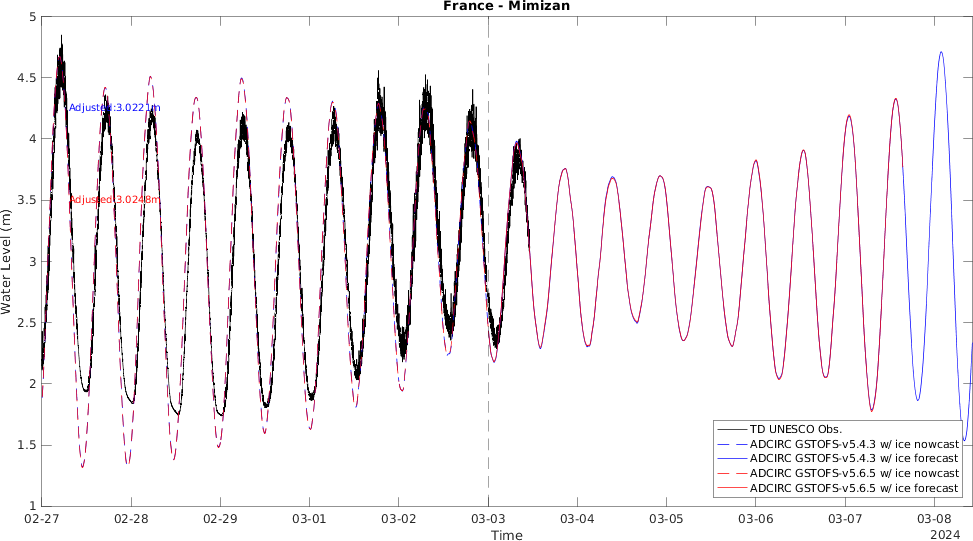 France - Mimizan
5
4.5
4
3.5
3
2.5
2
1.5
1
Water Level (m)
Adjusted:3.0221m
Adjusted:3.0248m
TD UNESCO Obs.
ADCIRC GSTOFS-v5.4.3 w/ ice nowcast
ADCIRC GSTOFS-v5.4.3 w/ ice forecast
ADCIRC GSTOFS-v5.6.5 w/ ice nowcast
ADCIRC GSTOFS-v5.6.5 w/ ice forecast
02-27 02-28 02-29 03-01 03-02 03-03 03-04 03-05 03-06 03-07 03-08
Time
2024